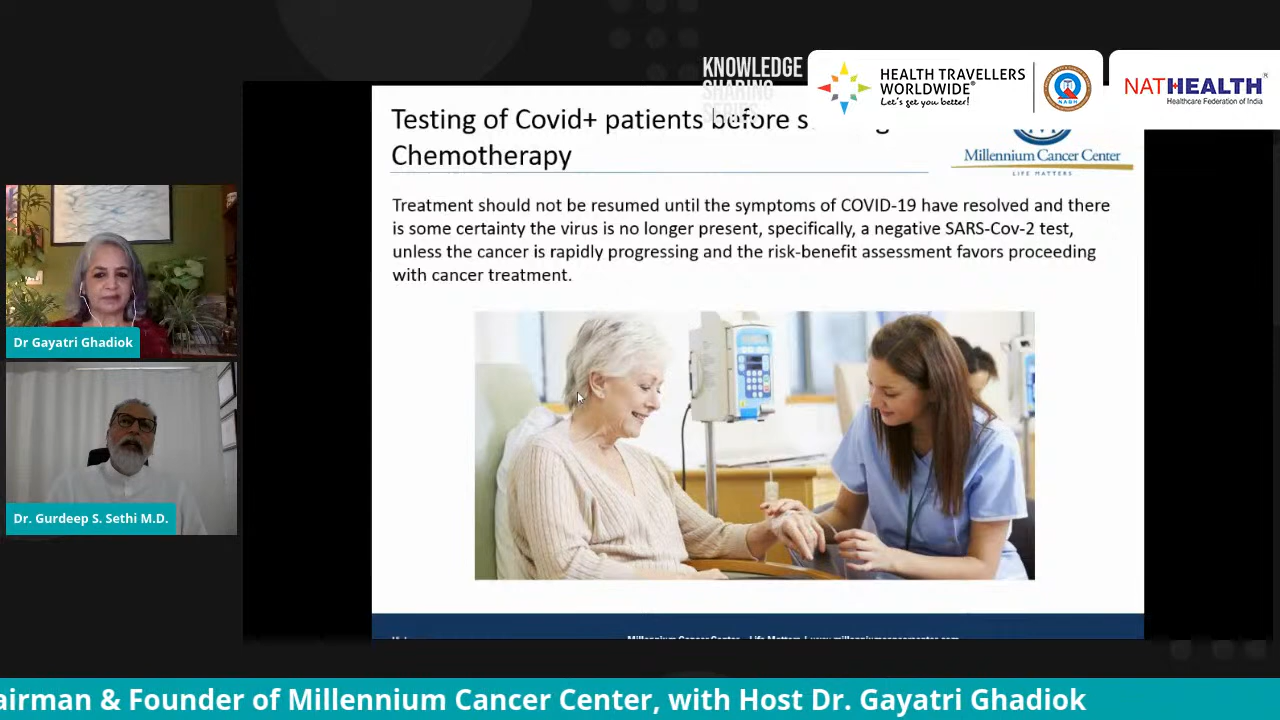 KNOWLEDGE
SHARING
SERIES
HEALTH TRAVELLERS
WORLDWIDE®
Let's get you better!
NABH
NATHEALTH®
Healthcare Federation of India
Testing of Covid+ patients before
Chemotherapy
Millennium Cancer Center
LIFE MATTERS
Treatment should not be resumed until the symptoms of COVID-19 have resolved and there
is some certainty the virus is no longer present, specifically, a negative SARS-Cov-2 test,
unless the cancer is rapidly progressing and the risk-benefit assessment favors proceeding
with cancer treatment.
Dr Gayatri Ghadiok
Dr. Gurdeep S. Sethi M.D.
airman & Founder of Millennium Cancer Center, with Host Dr. Gayatri Ghadiok